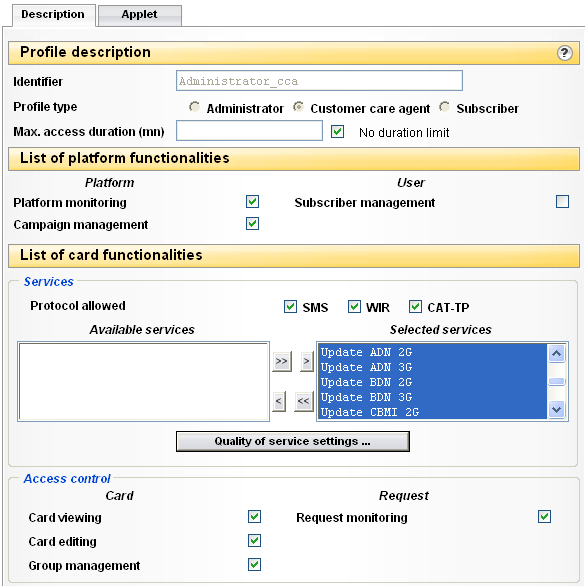 Description Applet
Profile description ?
Identifier Administrator_cca
Profile type Administrator Customer care agent Subscriber
Max. access duration (mn) No duration limit
List of platform functionalities
Platform User
Platform monitoring Subscriber management
Campaign management
List of card functionalities
Services
Protocol allowed SMS WIR CAT-TP
Available services Selected services
Update ADN 2G
>> > Update ADN 3G
Update BDN 2G
< << Update BDN 3G
Update CBMI 2G
Quality of service settings ...
Access control
Card Request
Card viewing Request monitoring
Card editing
Group management